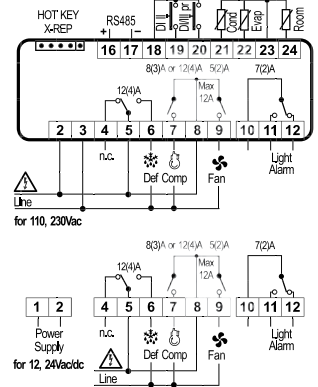 HOT KEY
X-REP
RS485
+ -
DI
DI/II pr
Cond
Evap
Room
16 17 18 19 20 21 22 23 24
8(3)A or 12(4)A 5(2)A 7(2)A
12(4)A
Max
12A
2 3 4 5 6 7 8 9 10 11 12
n.c.
Def Comp
Fan
Light
Alarm
Line
for 110, 230Vac
8(3)A or 12(4)A 5(2)A 7(2)A
12(4)A
Max
12A
1 2 4 5 6 7 8 9 10 11 12
Power
Supply
n.c.
Def Comp
Fan
Light
Alarm
for 12, 24Vac/dc
Line